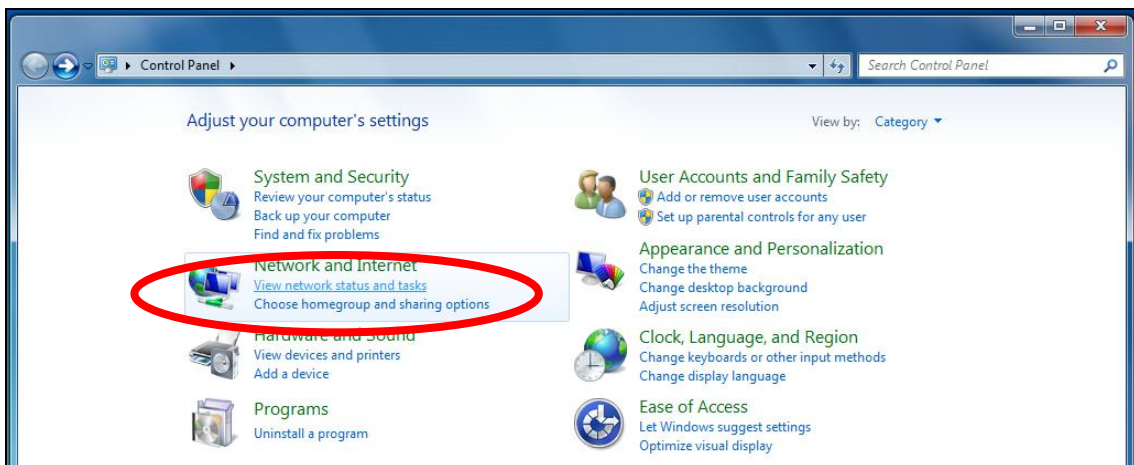 Control Panel
Search Control Panel
Adjust your computer's settings
View by: Category
System and Security
Review your computer's status
Back up your computer
Find and fix problems
Network and Internet
View network status and tasks
Choose homegroup and sharing options
Hardware and Sound
View devices and printers
Add a device
Programs
Uninstall a program
User Accounts and Family Safety
Add or remove user accounts
Set up parental controls for any user
Appearance and Personalization
Change the theme
Change desktop background
Adjust screen resolution
Clock, Language, and Region
Change keyboards or other input methods
Change display language
Ease of Access
Let Windows suggest settings
Optimize visual display